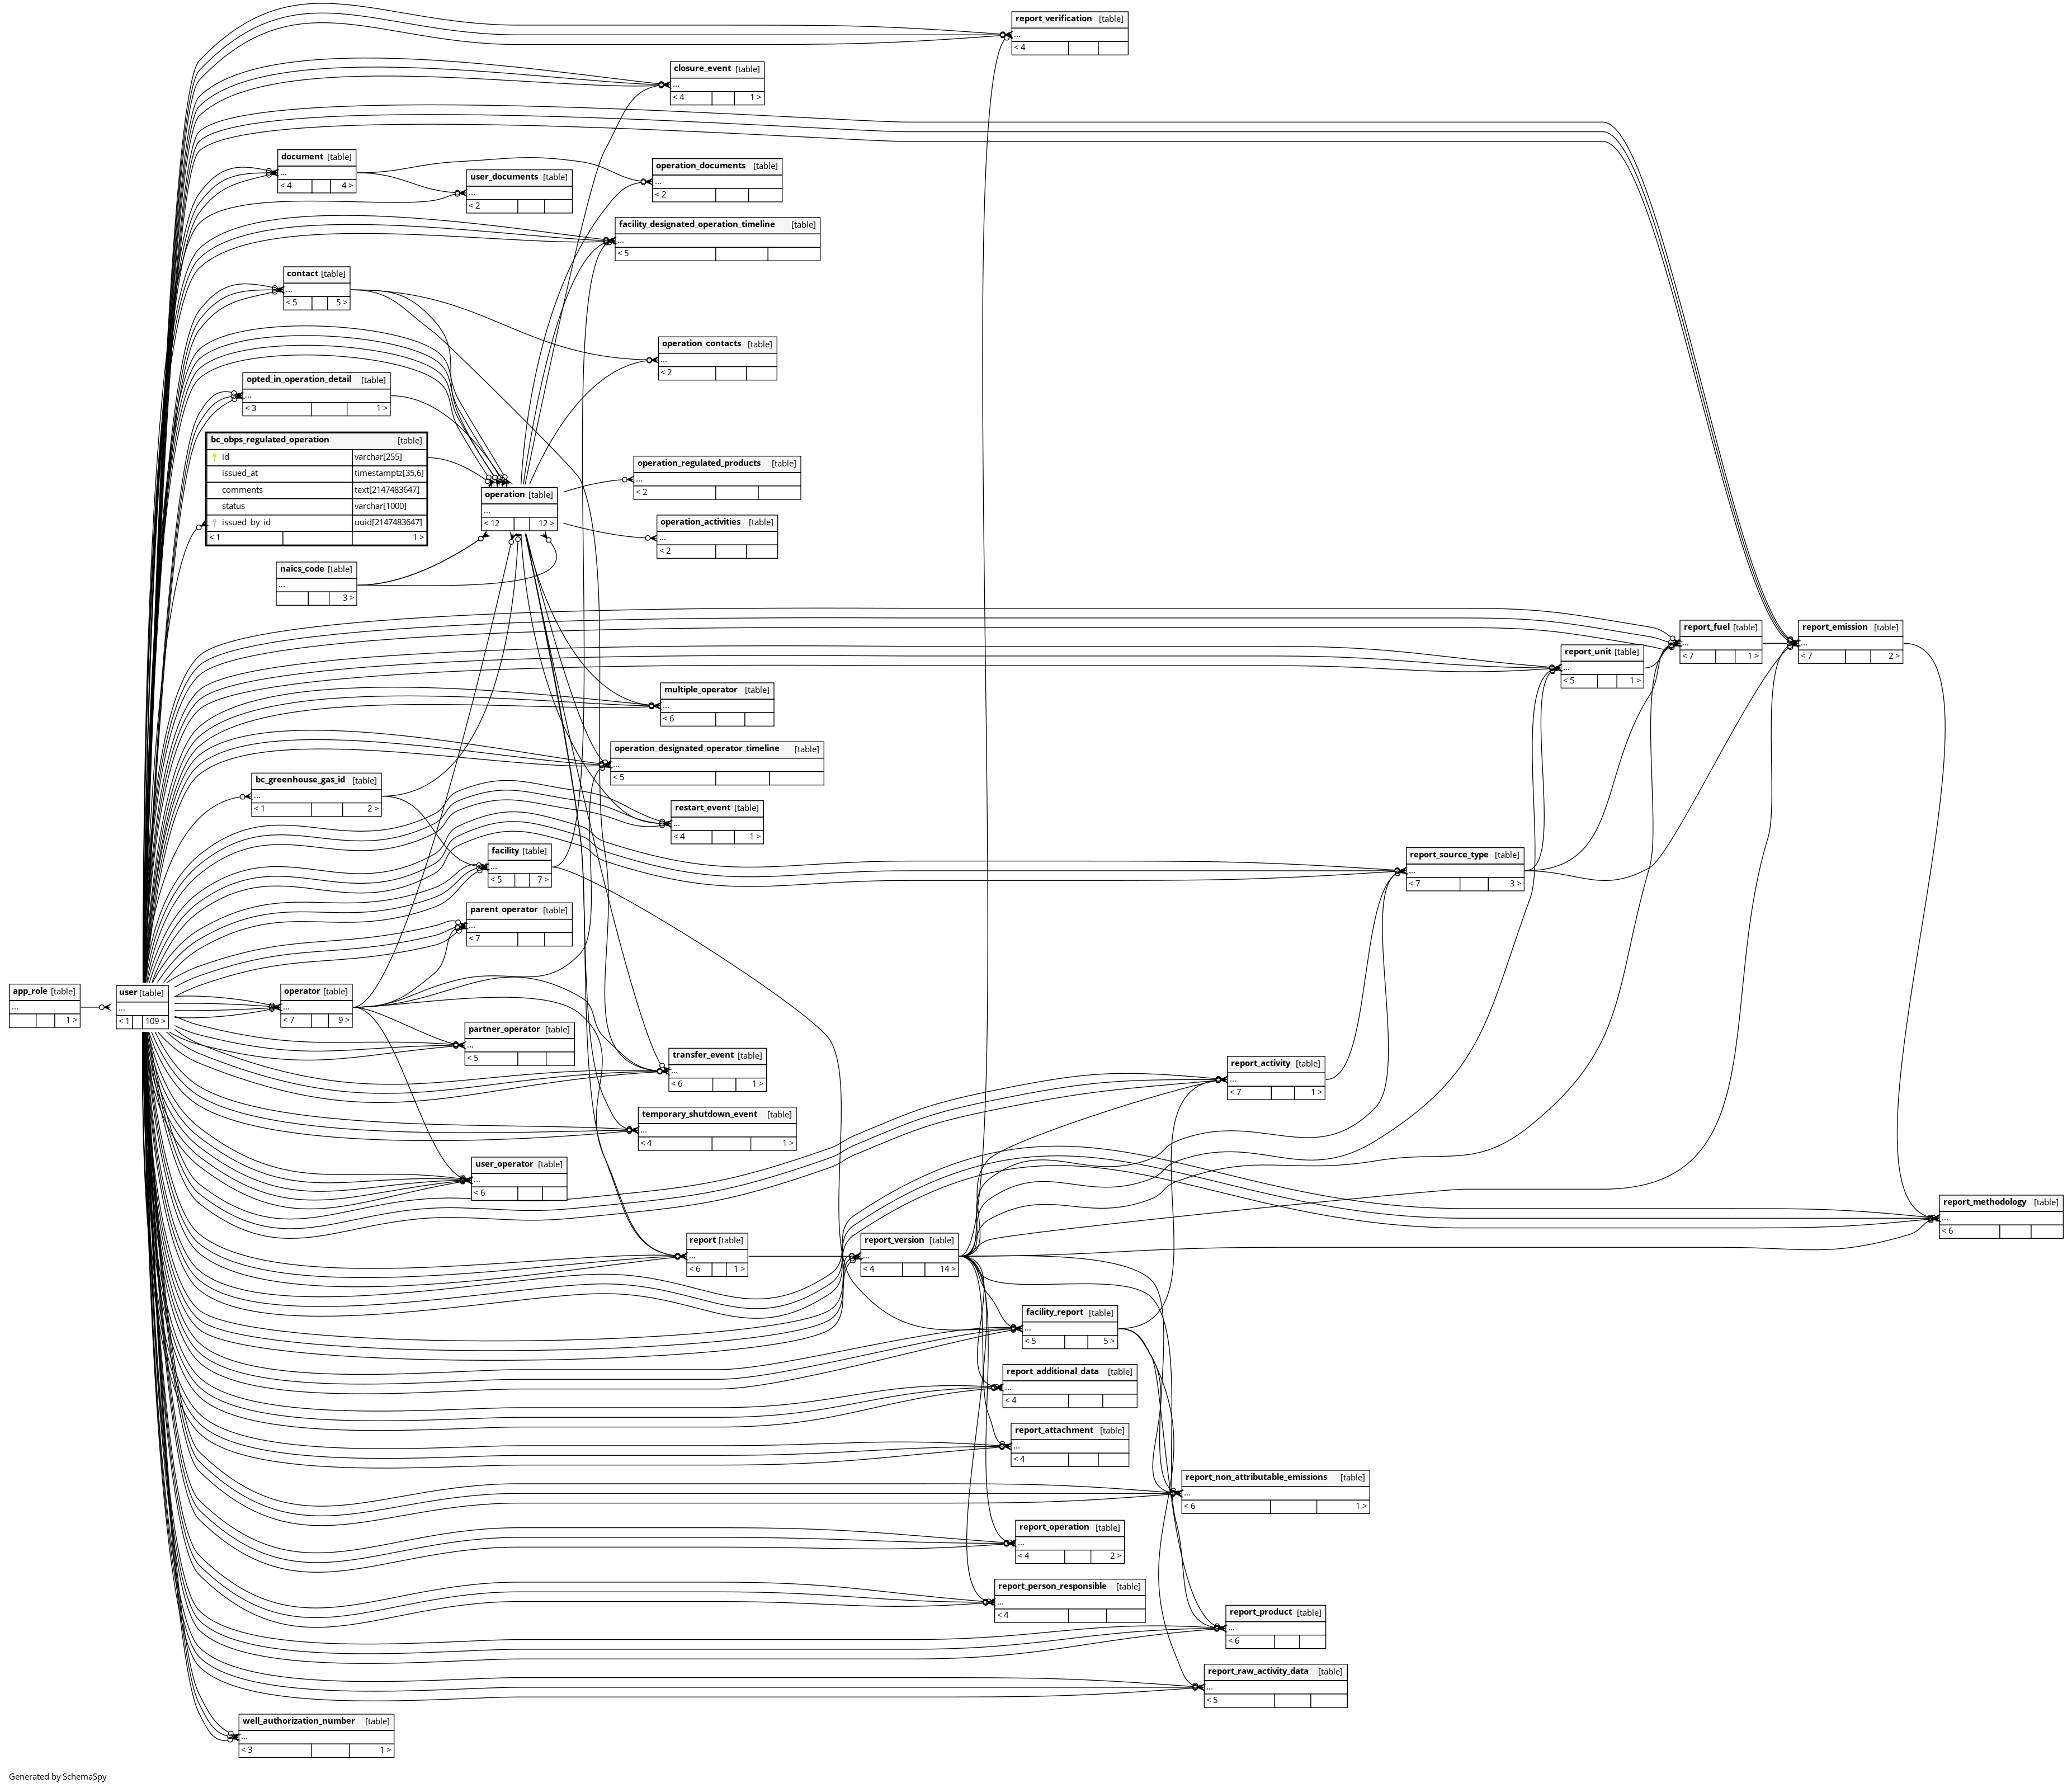 report_verification [table]
...
< 4
closure_event [table]
...
< 4 1 >
document [table]
...
< 4 4 >
operation_documents [table]
...
< 2
user_documents [table]
...
< 2
facility_designated_operation_timeline [table]
...
< 5
contact [table]
...
< 5 5 >
operation_contacts [table]
...
< 2
opted_in_operation_detail [table]
...
< 3 1 >
bc_obps_regulated_operation [table]
id varchar[255]
issued_at timestamptz[35,6]
comments text[2147483647]
status varchar[1000]
issued_by_id uuid[2147483647]
< 1 1 >
operation_regulated_products [table]
...
< 2
operation [table]
...
< 12 12 >
operation_activities [table]
...
< 2
naics_code [table]
...
3 >
report_fuel [table]
...
< 7 1 >
report_emission [table]
...
< 7 2 >
report_unit [table]
...
< 5 1 >
multiple_operator [table]
...
< 6
operation_designated_operator_timeline [table]
...
< 5
bc_greenhouse_gas_id [table]
...
< 1 2 >
restart_event [table]
...
< 4 1 >
facility [table]
...
< 5 7 >
report_source_type [table]
...
< 7 3 >
parent_operator [table]
...
< 7
app_role [table]
...
1 >
user [table]
...
< 1 109 >
operator [table]
...
< 7 9 >
partner_operator [table]
...
< 5
transfer_event [table]
...
< 6 1 >
report_activity [table]
...
< 7 1 >
temporary_shutdown_event [table]
...
< 4 1 >
user_operator [table]
...
< 6
report_methodology [table]
...
< 6
report [table]
...
< 6 1 >
report_version [table]
...
< 4 14 >
facility_report [table]
...
< 5 5 >
report_additional_data [table]
...
< 4
report_attachment [table]
...
< 4
report_non_attributable_emissions [table]
...
< 6 1 >
report_operation [table]
...
< 4 2 >
report_person_responsible [table]
...
< 4
report_product [table]
...
< 6
report_raw_activity_data [table]
...
< 5
well_authorization_number [table]
...
< 3 1 >
Generated by SchemaSpy